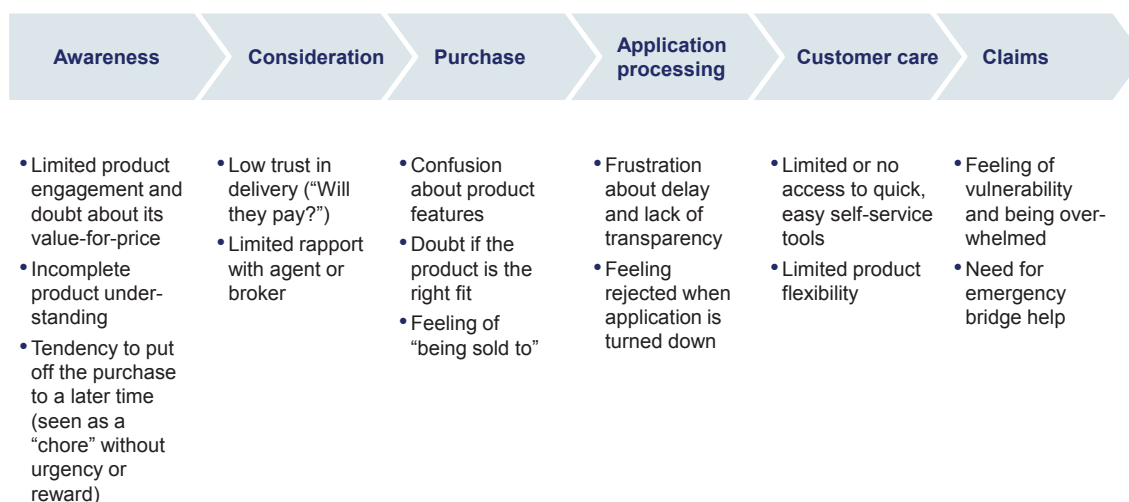 Awareness
Consideration
Purchase
Application
processing
Customer care
Claims
• Limited product
engagement and
doubt about its
value-for-price
• Incomplete
product under-
standing
• Tendency to put
off the purchase
to a later time
(seen as a
“chore” without
urgency or
reward)
• Low trust in
delivery (“Will
they pay?”)
• Limited rapport
with agent or
broker
• Confusion
about product
features
• Doubt if the
product is the
right fit
• Feeling of
“being sold to”
• Frustration
about delay
and lack of
transparency
• Feeling
rejected when
application is
turned down
• Limited or no
access to quick,
easy self-service
tools
• Limited product
flexibility
• Feeling of
vulnerability
and being over-
whelmed
• Need for
emergency
bridge help